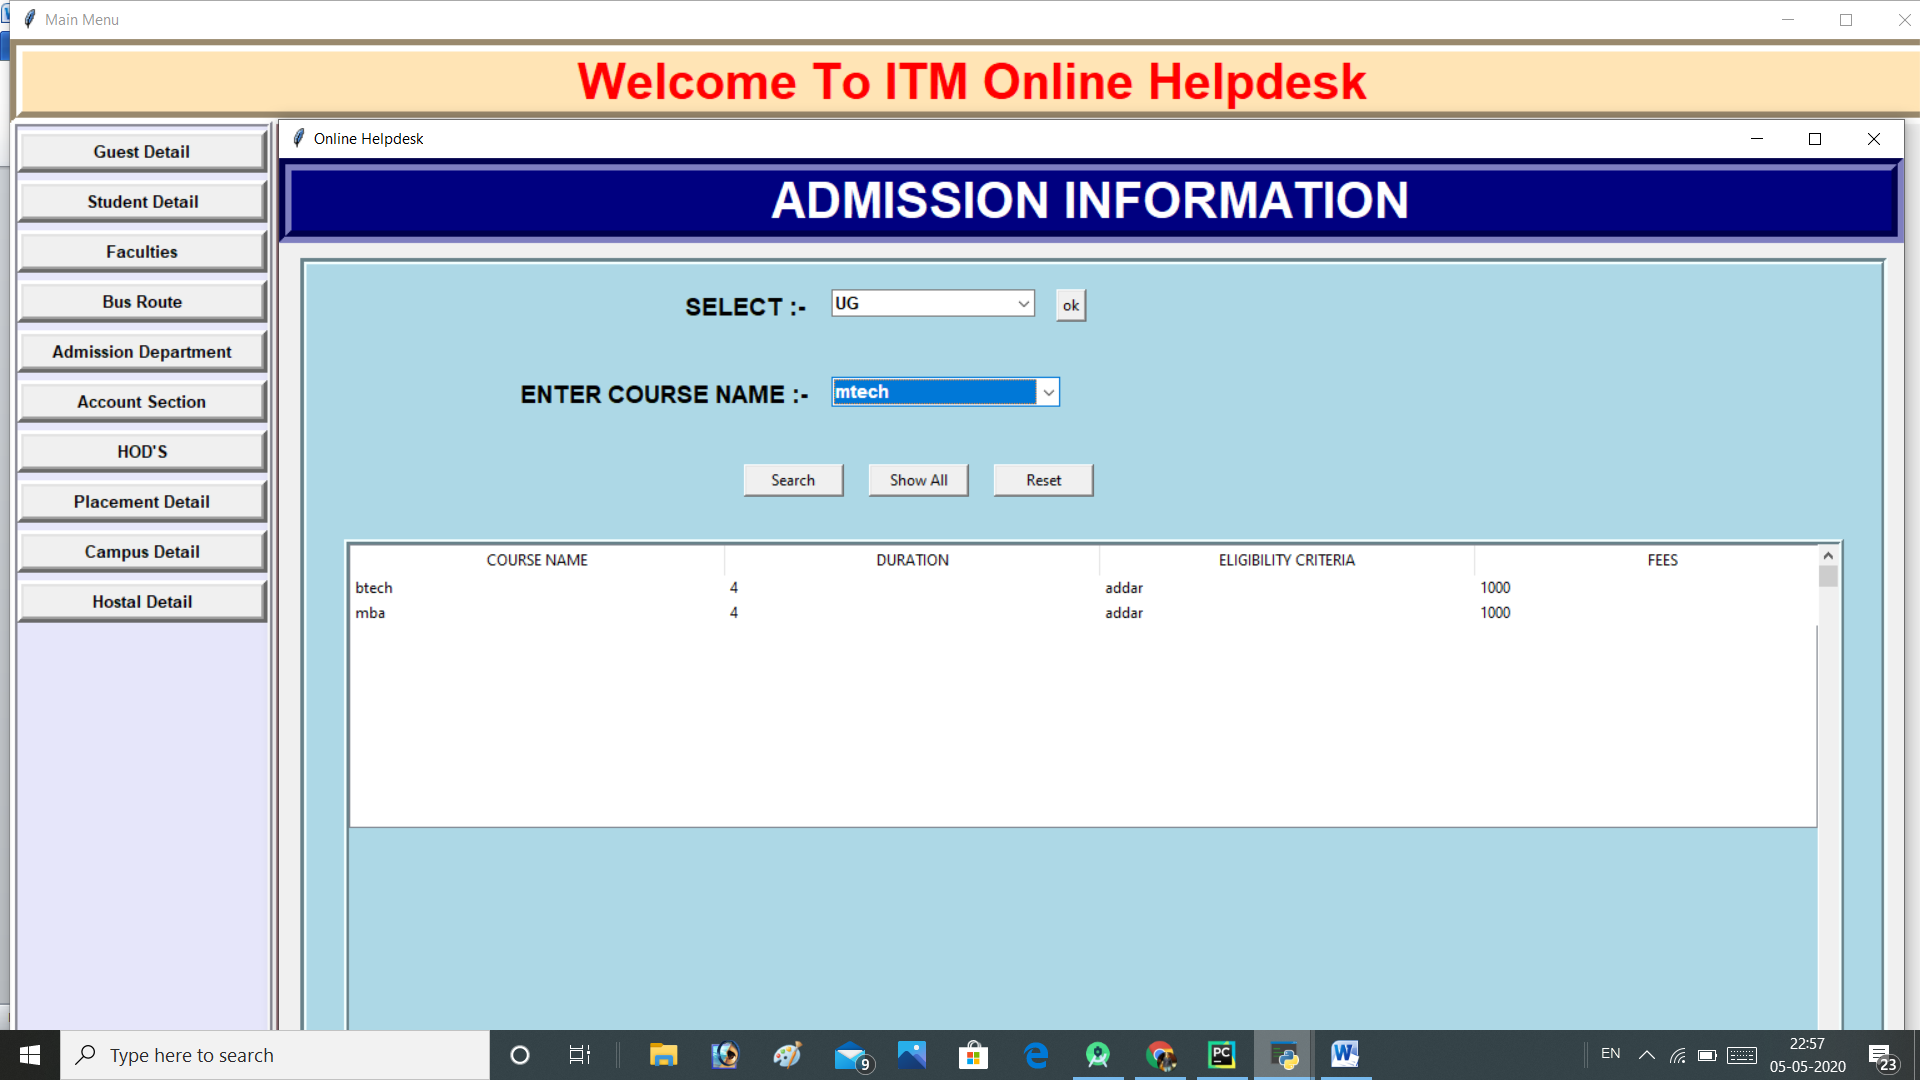 Main Menu
Welcome To ITM Online Helpdesk
Guest Detail
Student Detail
Faculties
Bus Route
Admission Department
Account Section
HOD'S
Placement Detail
Campus Detail
Hostal Detail
Online Helpdesk
ADMISSION INFORMATION
SELECT :- UG ok
ENTER COURSE NAME :- mtech
Search Show All Reset
COURSE NAME DURATION ELIGIBILITY CRITERIA FEES
btech 4 addar 1000
mba 4 addar 1000
Type here to search
9
PC
W
EN
22:57
05-05-2020
23